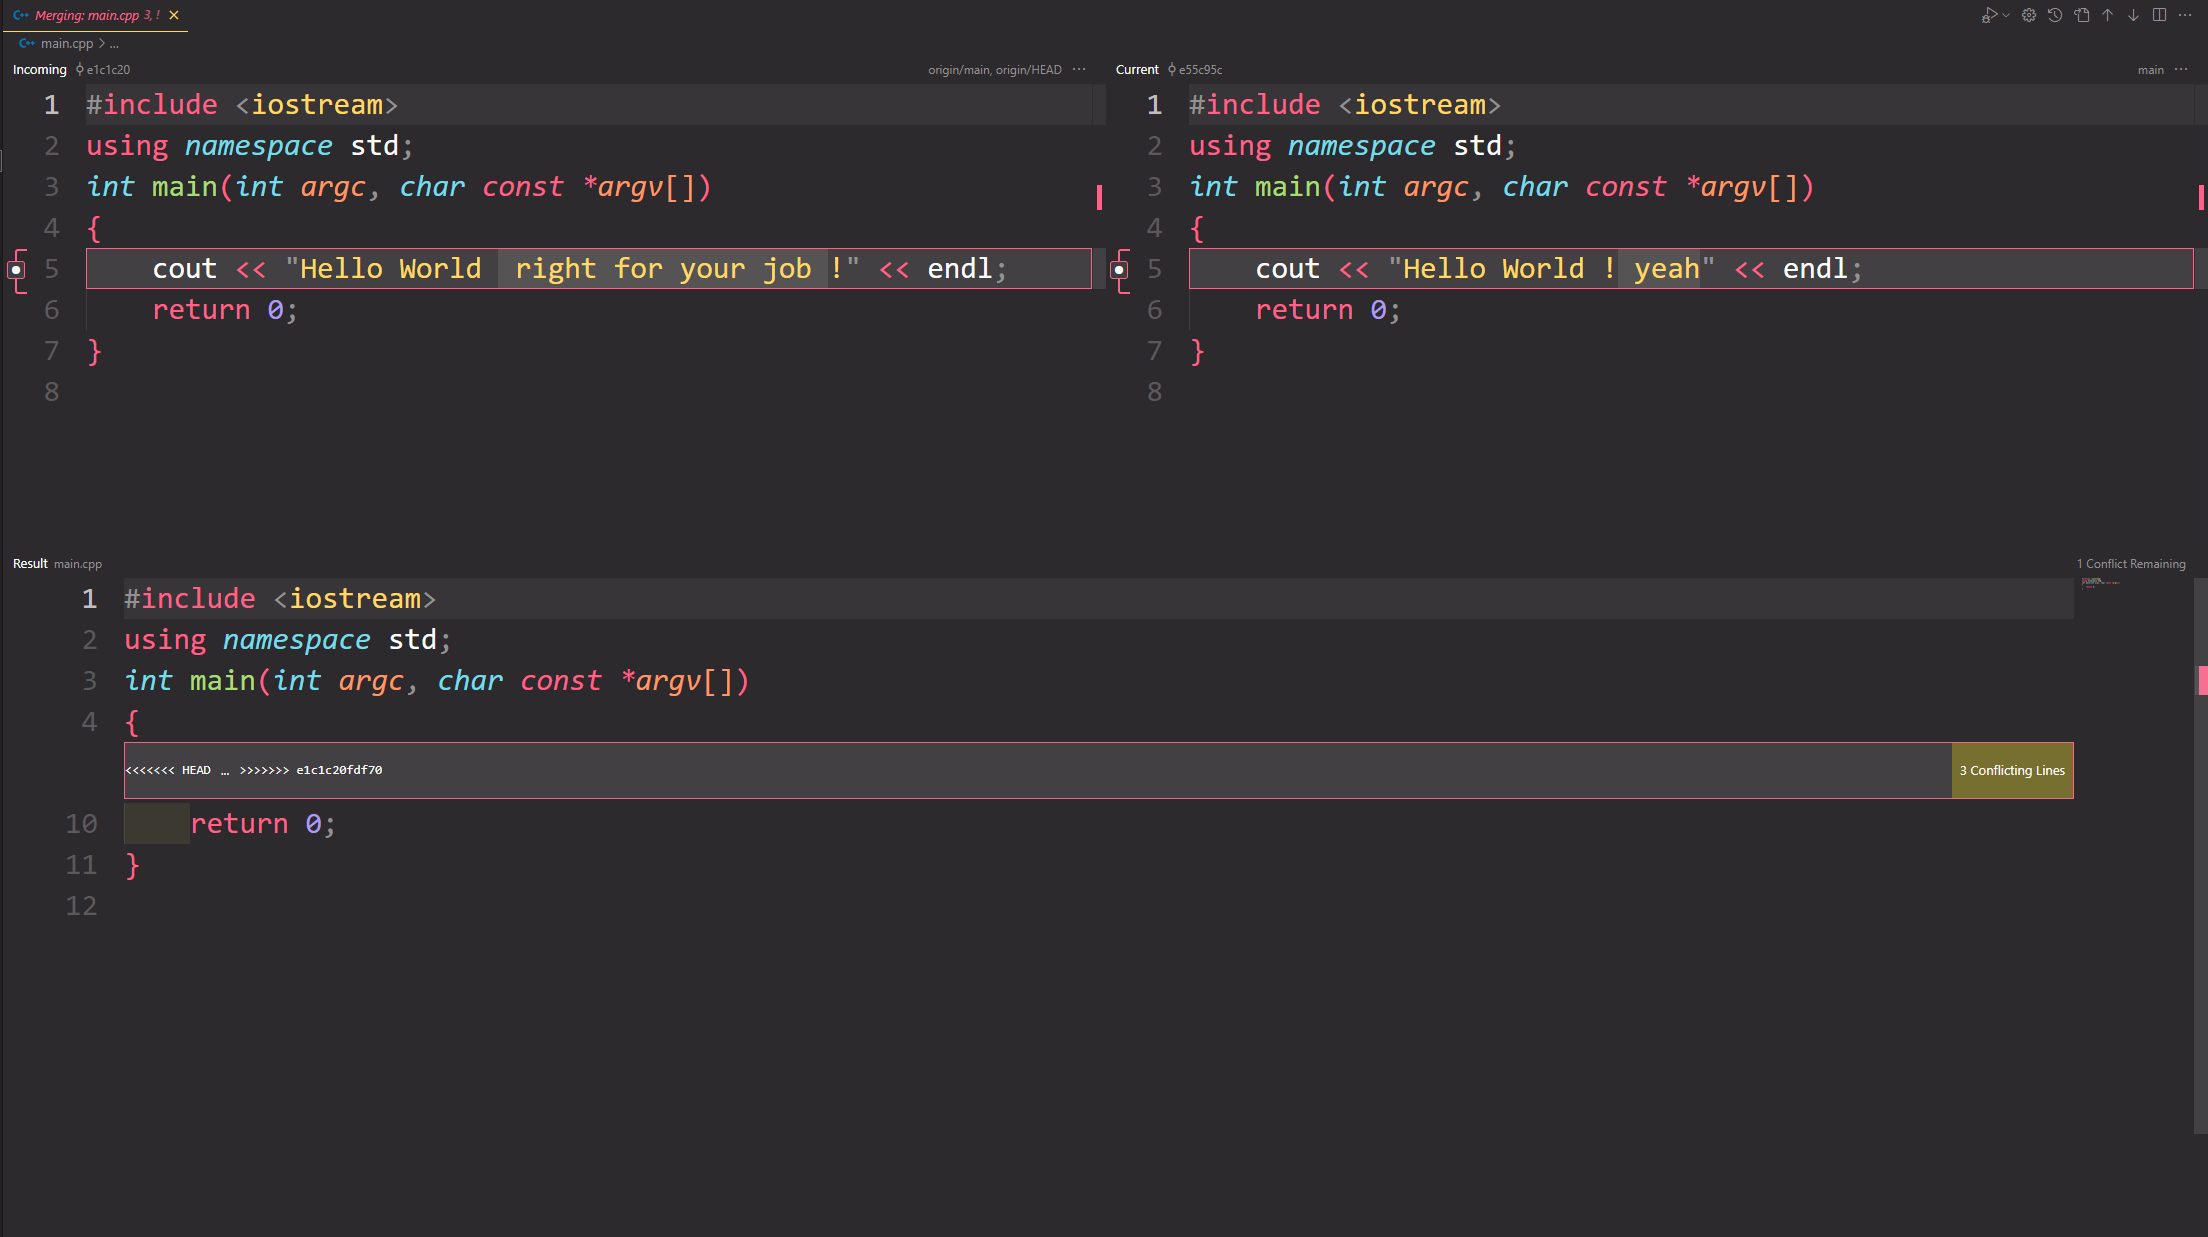 Merging: main.cpp 3, !
main.cpp > ...
Incoming e1c1c20 origin/main, origin/HEAD ···
1 #include <iostream>
2 using namespace std;
3 int main(int argc, char const *argv[])
4 {
5     cout << "Hello World  right for your job !" << endl;
6     return 0;
7 }
8
Current e55c95c main ···
1 #include <iostream>
2 using namespace std;
3 int main(int argc, char const *argv[])
4 {
5     cout << "Hello World ! yeah" << endl;
6     return 0;
7 }
8
Result main.cpp 1 Conflict Remaining
1 #include <iostream>
2 using namespace std;
3 int main(int argc, char const *argv[])
4 {
<<<<<<< HEAD … >>>>>>> e1c1c20fdf70 3 Conflicting Lines
10     return 0;
11 }
12